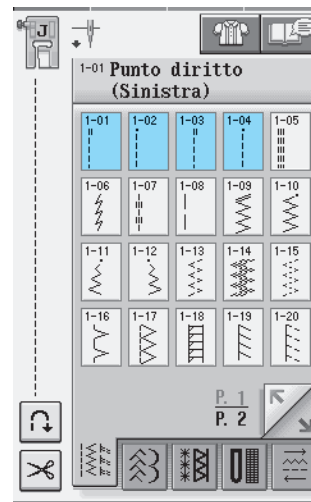 J
1-01 Punto diritto
(Sinistra)
1-01 1-02 1-03 1-04 1-05
1-06 1-07 1-08 1-09 1-10
1-11 1-12 1-13 1-14 1-15
1-16 1-17 1-18 1-19 1-20
P. 1
P. 2